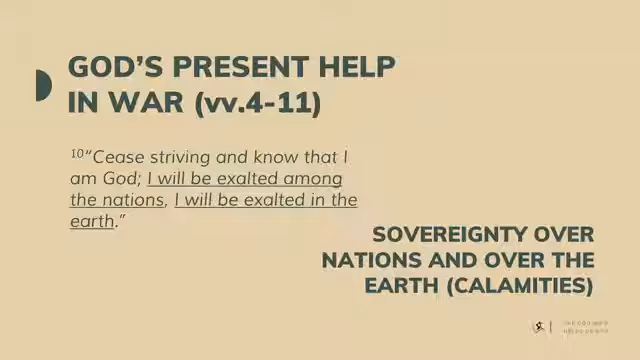 GOD’S PRESENT HELP
IN WAR (vv.4-11)
10“Cease striving and know that I
am God; I will be exalted among
the nations, I will be exalted in the
earth.”
SOVEREIGNTY OVER
NATIONS AND OVER THE
EARTH (CALAMITIES)